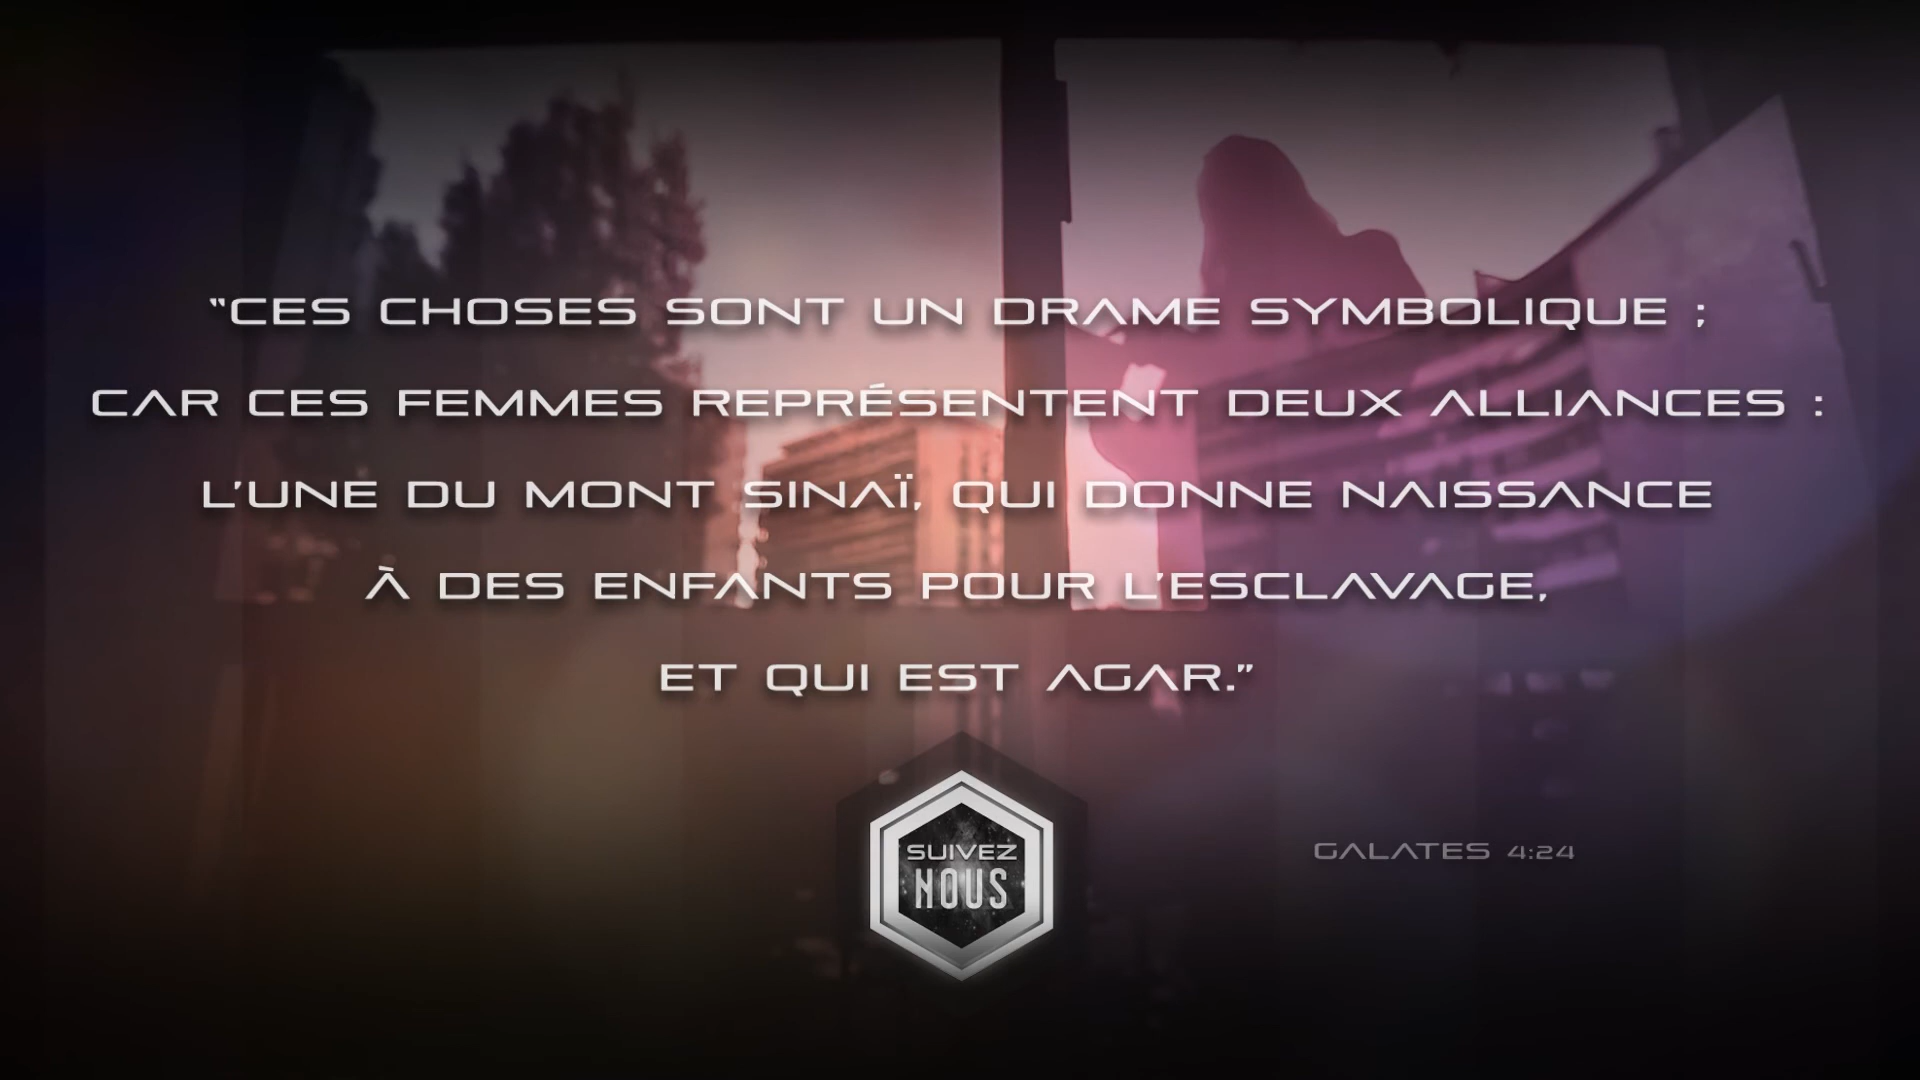 "CES CHOSES SONT UN DRAME SYMBOLIQUE ;
CAR CES FEMMES REPRÉSENTENT DEUX ALLIANCES :
L'UNE DU MONT SINAÏ, QUI DONNE NAISSANCE
À DES ENFANTS POUR L'ESCLAVAGE,
ET QUI EST AGAR."
SUIVEZ
NOUS
GALATES 4:24